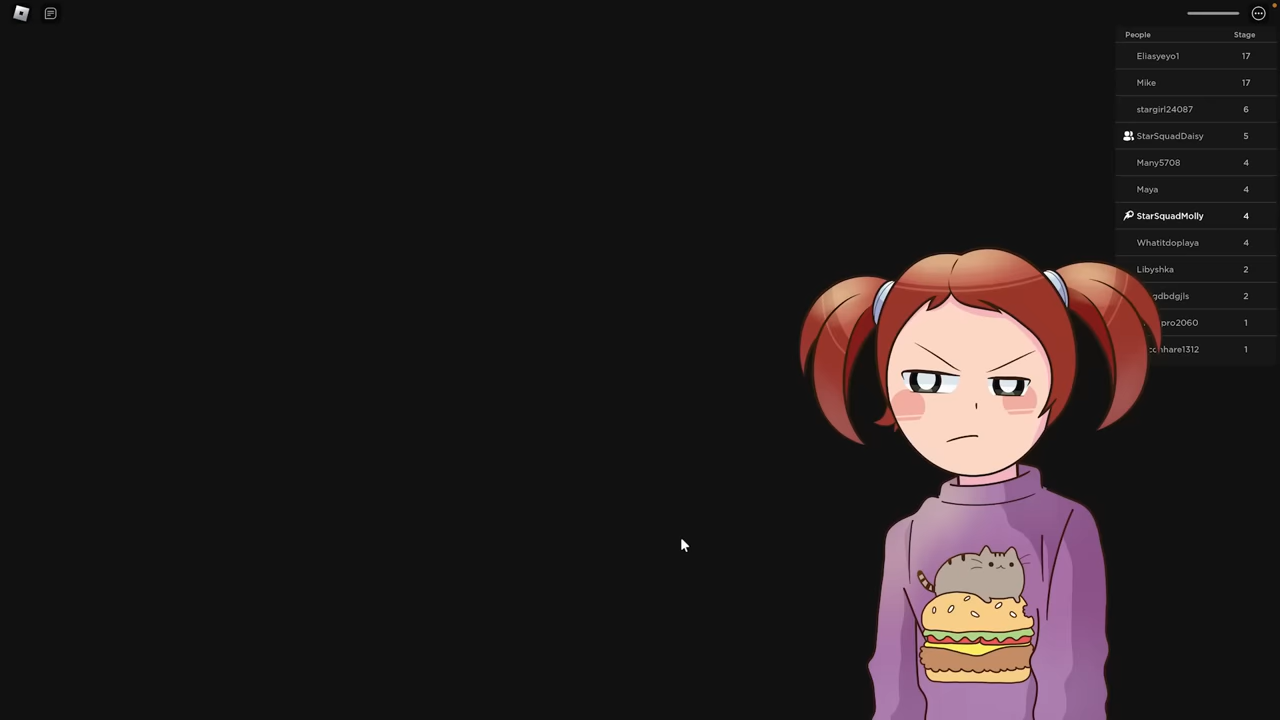 People Stage
Eliasyeyo1 17
Mike 17
stargirl24087 6
StarSquadDaisy 5
Many5708 4
Maya 4
StarSquadMolly 4
Whatitdoplaya 4
Libyshka 2
2
1
1